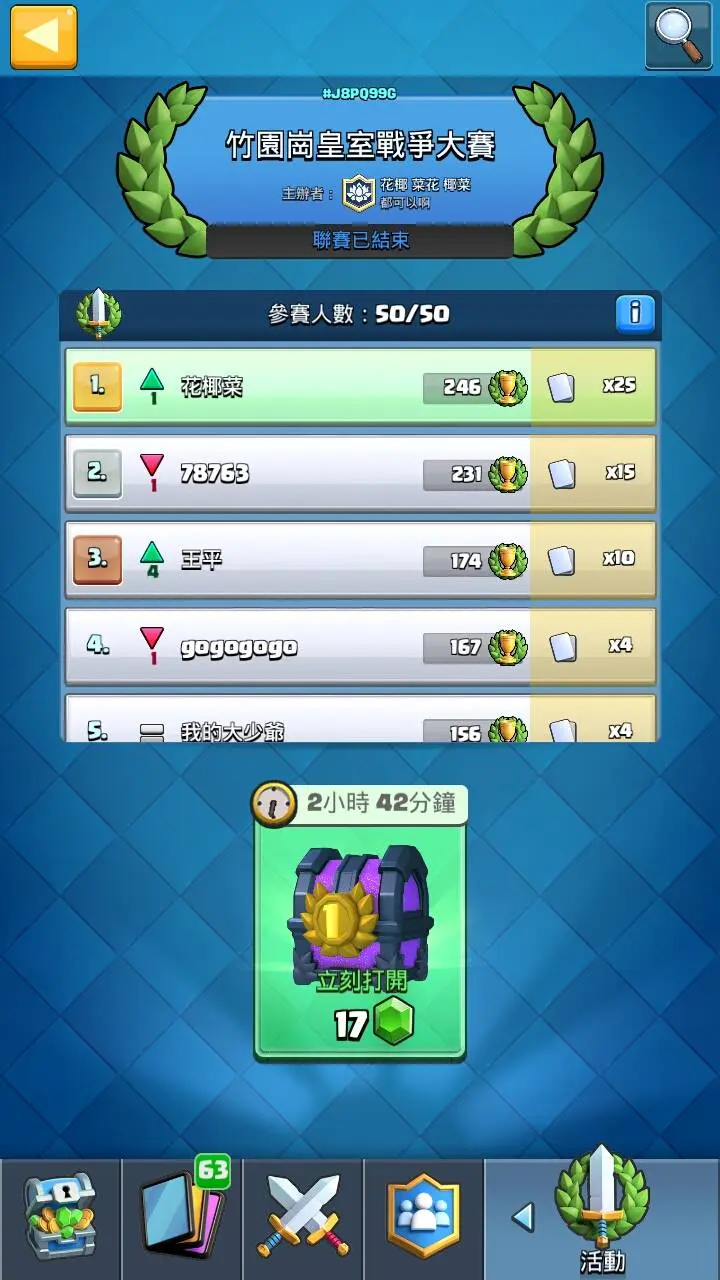 #J8PQ99G
竹園崗皇室戰爭大賽
主辦者：
花椰 菜花 椰菜
都可以啊
聯賽已結束
參賽人數：50/50
i
1. 1 花椰菜 246 x25
2. 1 78763 231 x15
3. 4 王平 174 x10
4. 1 gogogogo 167 x4
5. 我的大少爺 156 x4
2小時 42分鐘
1
立刻打開
17
63
活動